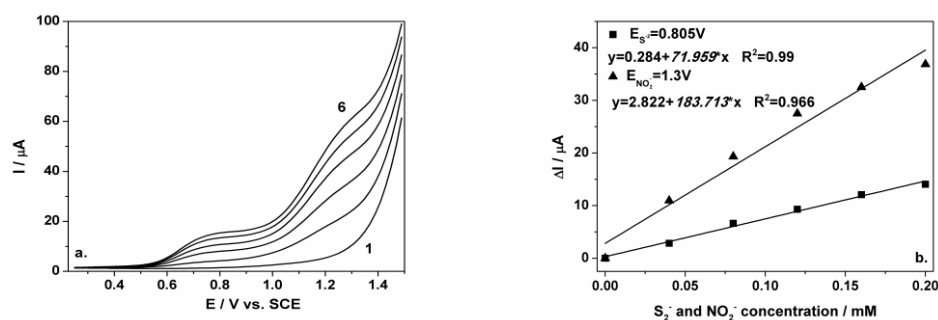 100
80
60
40
20
0
I / µA
a.
6
1
0.4 0.6 0.8 1.0 1.2 1.4
E / V vs. SCE
50
40
30
20
10
0
ΔI / µA
■ E_S²⁻=0.805V
y=0.284+71.959*x R²=0.99
▲ E_NO₂⁻=1.3V
y=2.822+183.713*x R²=0.966
b.
0.00 0.05 0.10 0.15 0.20
S₂⁻ and NO₂⁻ concentration / mM